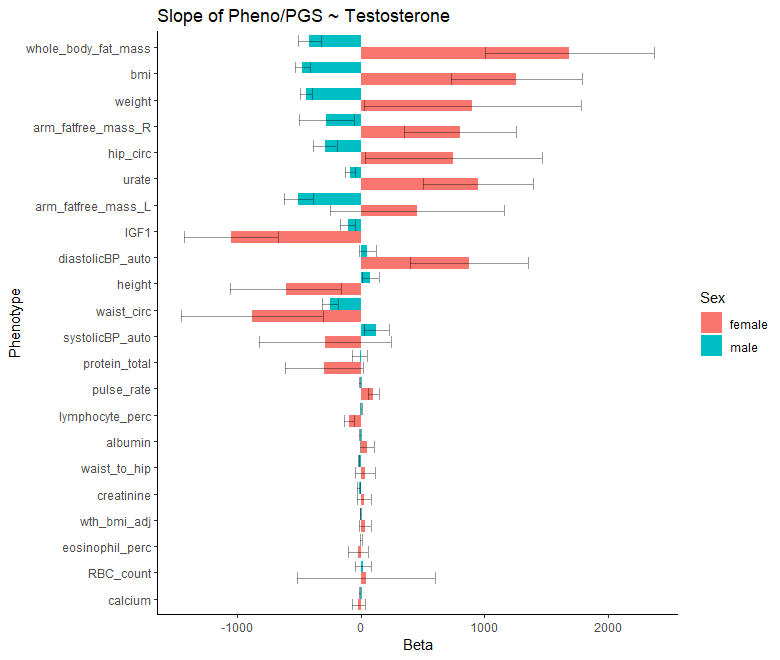 Slope of Pheno/PGS ~ Testosterone
Phenotype
whole_body_fat_mass
bmi
weight
arm_fatfree_mass_R
hip_circ
urate
arm_fatfree_mass_L
IGF1
diastolicBP_auto
height
waist_circ
systolicBP_auto
protein_total
pulse_rate
lymphocyte_perc
albumin
waist_to_hip
creatinine
wth_bmi_adj
eosinophil_perc
RBC_count
calcium
-1000 0 1000 2000
Beta
Sex
female
male